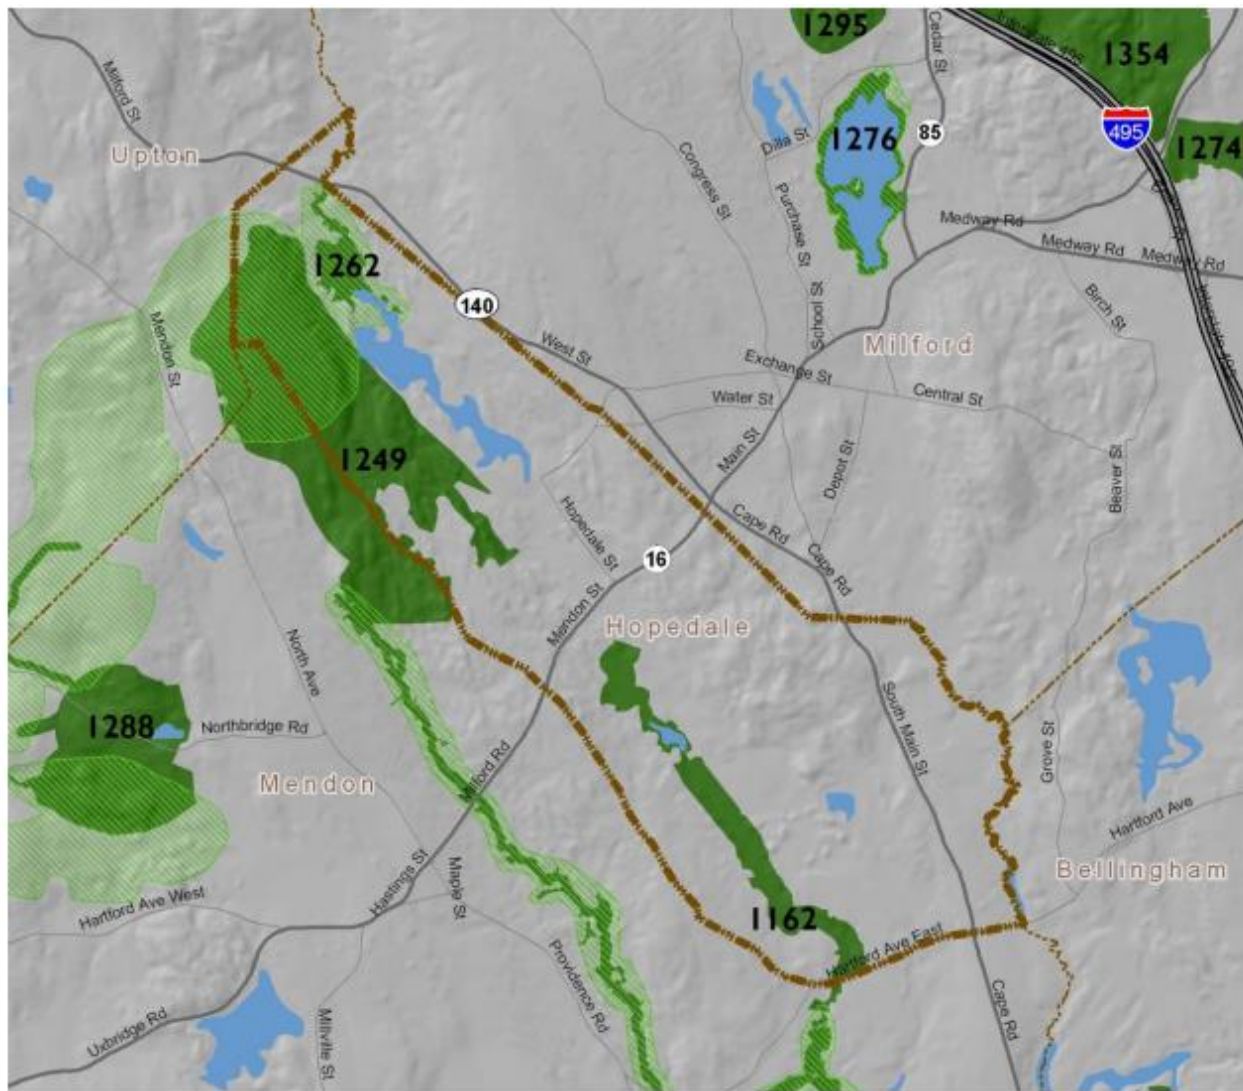 1295
Cedar St
Interstate 495
1354
Milford St
495
85
1276
Dilla St
1274
Upton
Congress St
Purchase St
Medway Rd
Medway Rd
Medway Rd
1262
140
Mendon St
School St
Birch St
Interstate 495
West St
Milford
Exchange St
Water St
Central St
Main St
1249
Depot St
Beaver St
Hopedale St
Cape Rd
16
Cape Rd
Mendon St
Hopedale
North Ave
South Main St
1288
Northbridge Rd
Grove St
Mendon
Milford Rd
Hartford Ave
Bellingham
Hastings St
Maple St
Hartford Ave West
1162
Hartford Ave East
Providence Rd
Cape Rd
Uxbridge Rd
Millville St